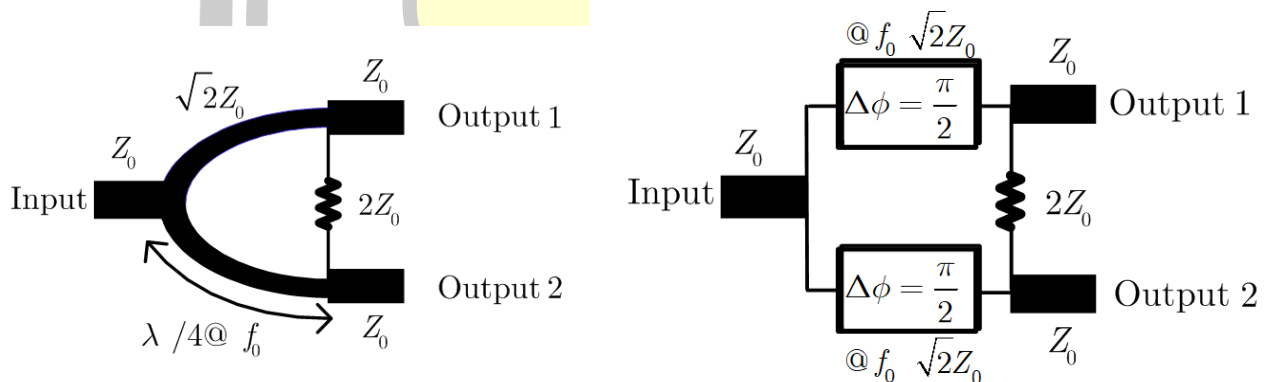 √2Z₀
Z₀
Output 1
Z₀
Input
2Z₀
Output 2
Z₀
λ /4@ f₀
@ f₀ √2Z₀
Z₀
Δϕ = π/2
Output 1
Z₀
Input
2Z₀
Δϕ = π/2
Output 2
Z₀
@ f₀ √2Z₀